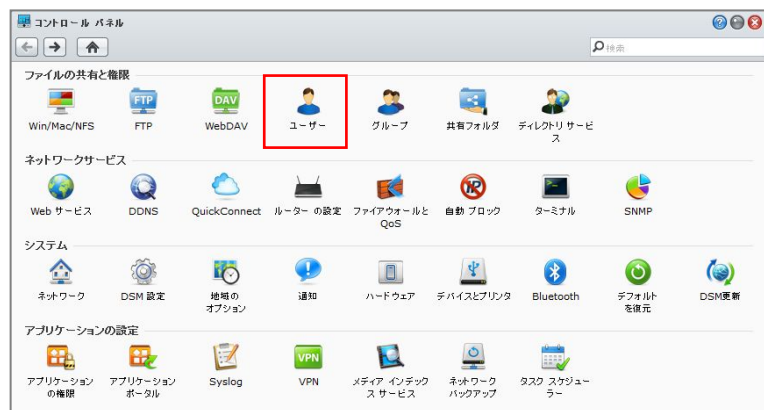 コントロール パネル
検索
ファイルの共有と権限
FTP
DAV
Win/Mac/NFS
FTP
WebDAV
ユーザー
グループ
共有フォルダ
ディレクトリ サービ
ス
ネットワークサービス
IP
Web サービス
DDNS
QuickConnect
ルーター の設定
ファイアウォールと
QoS
自動 ブロック
ターミナル
SNMP
システム
ネットワーク
DSM 設定
地域の
オプション
通知
ハードウェア
デバイスとプリンタ
Bluetooth
デフォルト
を復元
DSM更新
アプリケーションの設定
VPN
アプリケーション
の権限
アプリケーション
ポータル
Syslog
VPN
メディア インデック
ス サービス
ネットワーク
バックアップ
タスク スケジュー
ラー